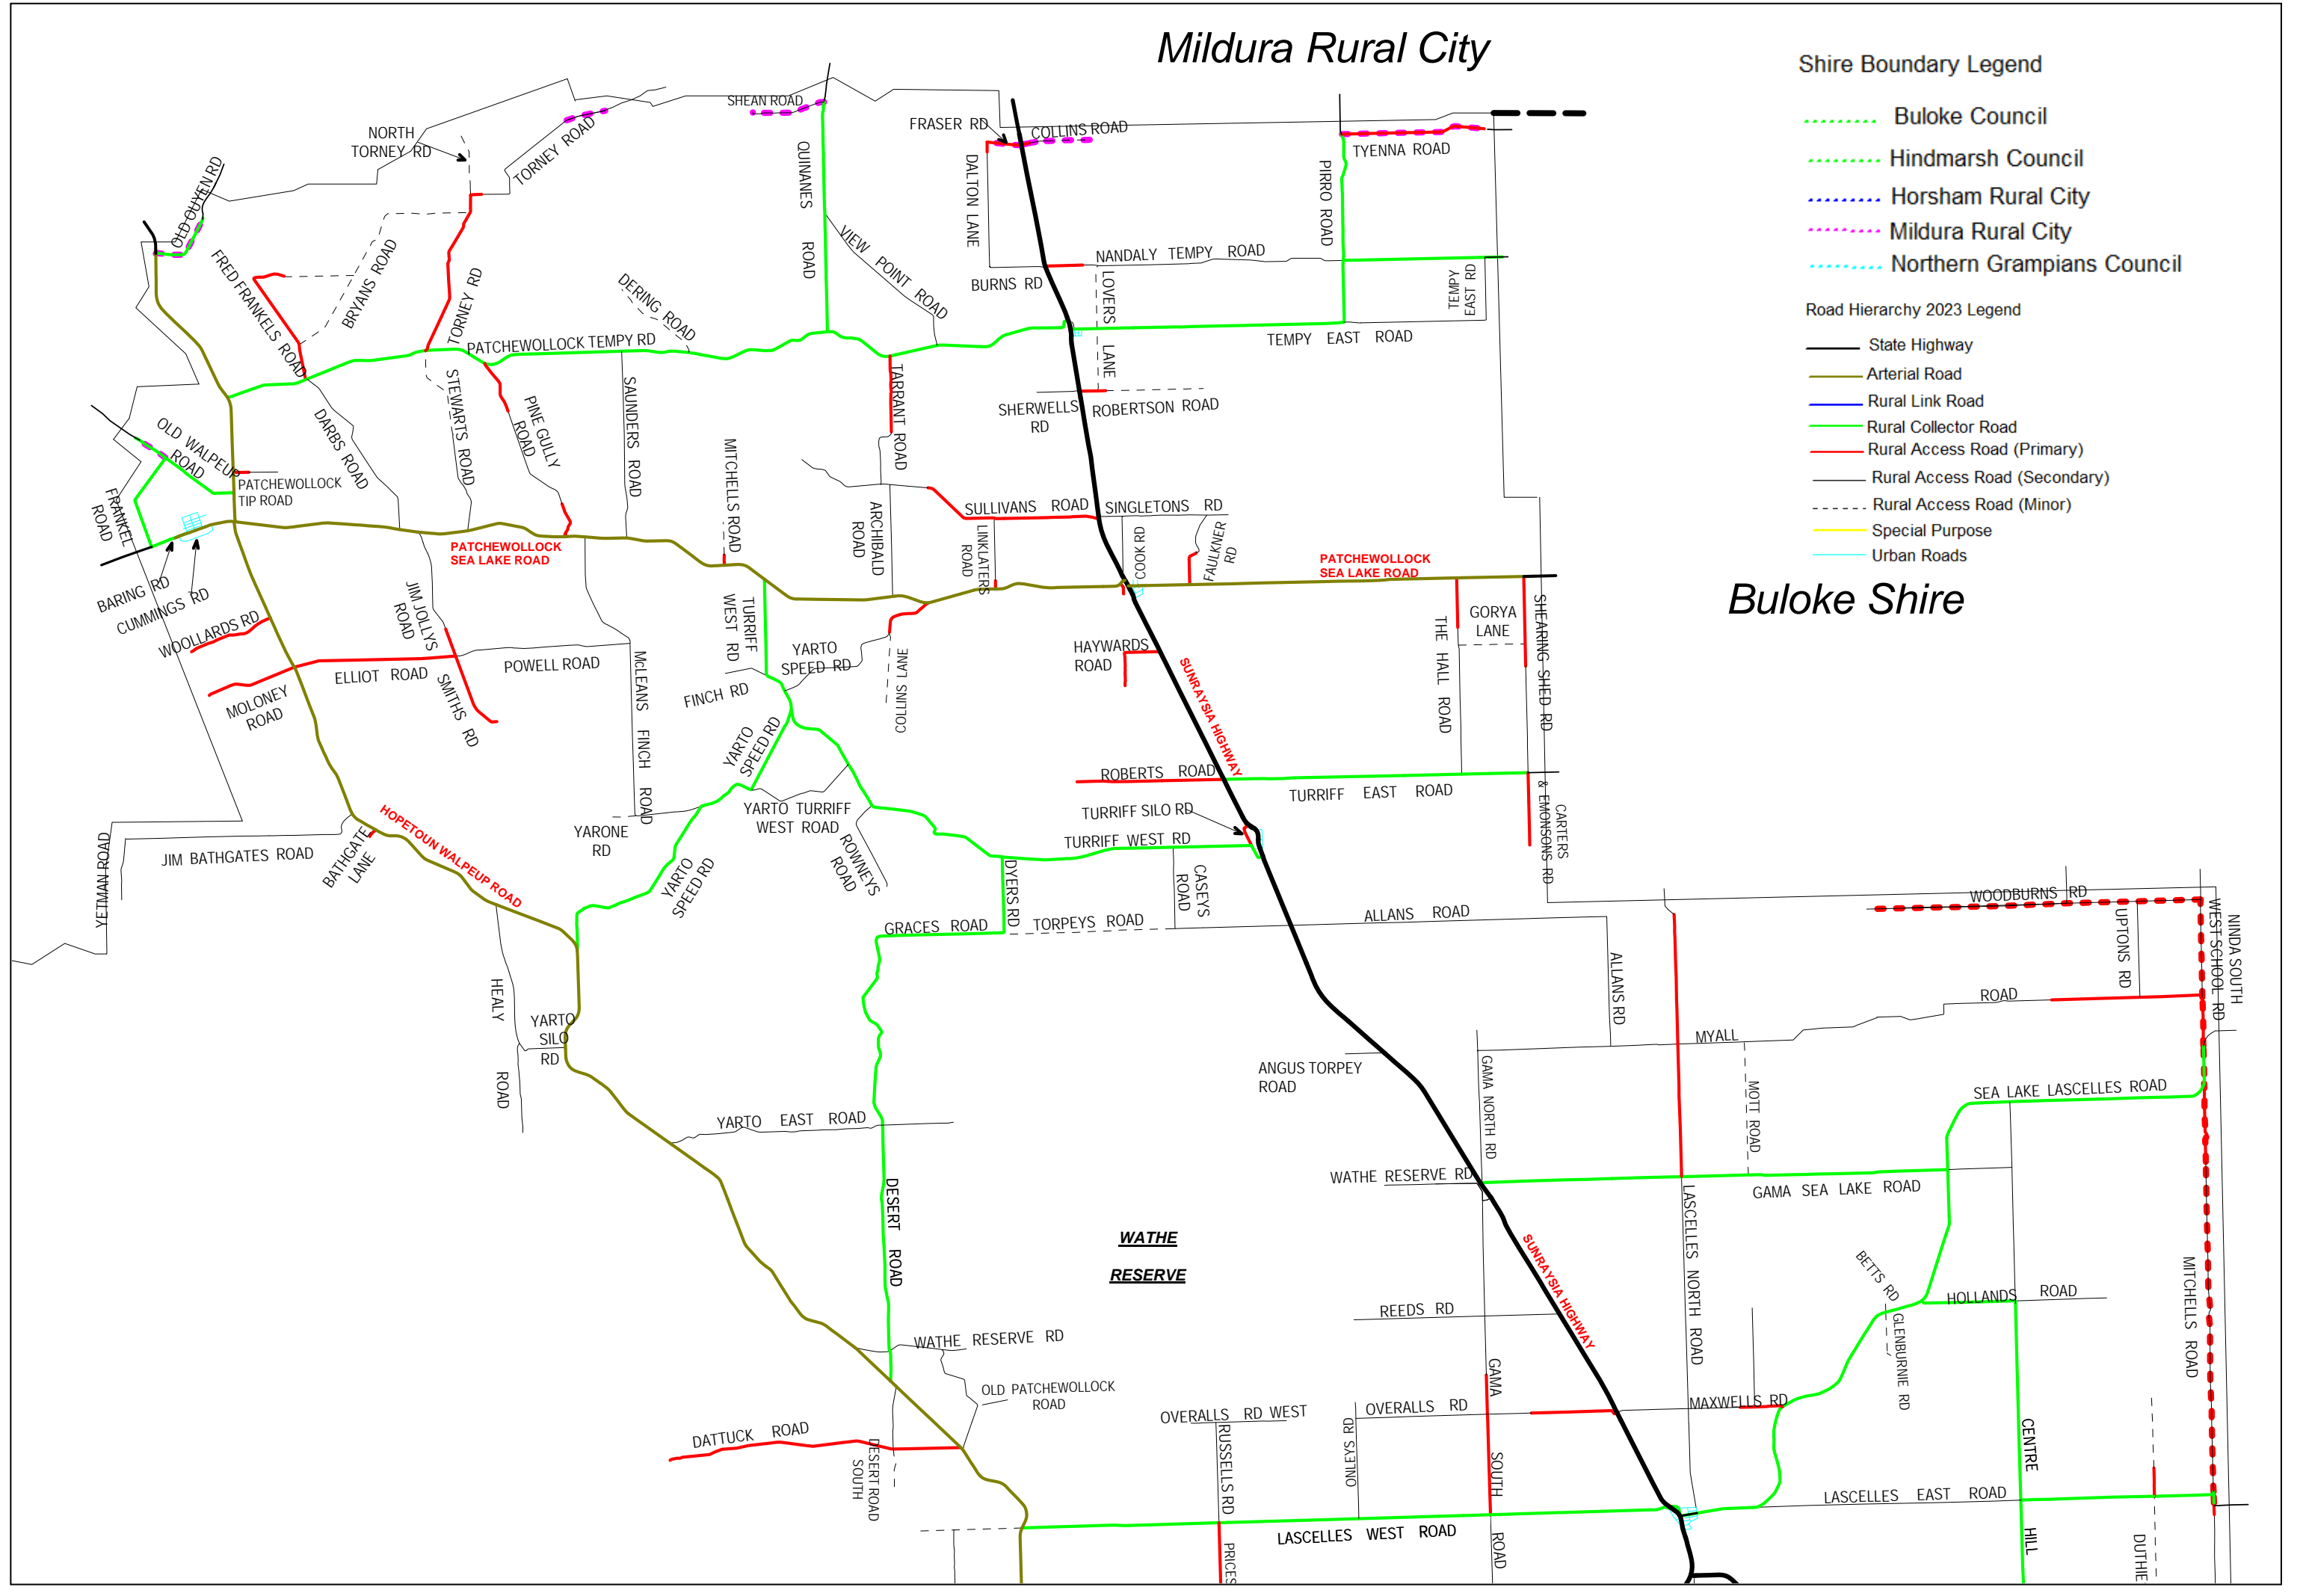 Mildura Rural City
Shire Boundary Legend
Buloke Council
Hindmarsh Council
Horsham Rural City
Mildura Rural City
Northern Grampians Council
Road Hierarchy 2023 Legend
State Highway
Arterial Road
Rural Link Road
Rural Collector Road
Rural Access Road (Primary)
Rural Access Road (Secondary)
Rural Access Road (Minor)
Special Purpose
Urban Roads
Buloke Shire
SHEAN ROAD
NORTH
TORNEY RD
TORNEY ROAD
FRASER RD
COLLINS ROAD
TYENNA ROAD
OLD OUYEN RD
QUINANES ROAD
DALTON LANE
PIRRO ROAD
FRED FRANKELS ROAD
BRYANS ROAD
TORNEY RD
DERING ROAD
VIEW POINT ROAD
NANDALY TEMPY ROAD
BURNS RD
LOVERS LANE
TEMPY
EAST RD
PATCHEWOLLOCK TEMPY RD
TEMPY EAST ROAD
STEWARTS ROAD
PINE GULLY
ROAD
SAUNDERS ROAD
TARRANT ROAD
SHERWELLS
RD
ROBERTSON ROAD
DARBS ROAD
OLD WALPEUP
ROAD
PATCHEWOLLOCK
TIP ROAD
FRANKEL
ROAD
MITCHELLS ROAD
ARCHIBALD
ROAD
SULLIVANS ROAD
SINGLETONS RD
LINKLATERS
ROAD
COOK RD
FAULKNER
RD
PATCHEWOLLOCK
SEA LAKE ROAD
PATCHEWOLLOCK
SEA LAKE ROAD
BARING RD
CUMMINGS RD
WOOLLARDS RD
JIM JOLLYS
ROAD
ELLIOT ROAD
POWELL ROAD
MOLONEY
ROAD
SMITHS RD
McLEANS FINCH ROAD
TURRIFF
WEST RD
YARTO
SPEED RD
FINCH RD
COLLINS LANE
HAYWARDS
ROAD
SUNRAYSIA HIGHWAY
THE HALL ROAD
GORYA
LANE
SHEARING SHED RD
YARTO
SPEED RD
ROBERTS ROAD
TURRIFF EAST ROAD
CARTERS
& EMONSONS RD
YARTO TURRIFF
WEST ROAD
TURRIFF SILO RD
TURRIFF WEST RD
YARONE
RD
ROWNEYS
ROAD
HOPETOUN WALPEUP ROAD
JIM BATHGATES ROAD
BATHGATE
LANE
YETMAN ROAD
YARTO
SPEED RD
DYERS RD
CASEYS
ROAD
GRACES ROAD
TORPEYS ROAD
ALLANS ROAD
ALLANS RD
WOODBURNS RD
UPTONS RD
NINDA SOUTH
WEST SCHOOL RD
HEALY
ROAD
YARTO
SILO
RD
ANGUS TORPEY
ROAD
MYALL ROAD
GAMA NORTH RD
MOTT ROAD
SEA LAKE LASCELLES ROAD
YARTO EAST ROAD
DESERT ROAD
WATHE RESERVE RD
GAMA SEA LAKE ROAD
WATHE
RESERVE
LASCELLES NORTH ROAD
SUNRAYSIA HIGHWAY
BETTS RD
GLENBURNIE RD
HOLLANDS ROAD
MITCHELLS ROAD
REEDS RD
WATHE RESERVE RD
OLD PATCHEWOLLOCK
ROAD
OVERALLS RD WEST
OVERALLS RD
MAXWELLS RD
DATTUCK ROAD
DESERT ROAD
SOUTH
RUSSELLS RD
ONLEYS RD
GAMA SOUTH ROAD
CENTRE HILL
LASCELLES EAST ROAD
LASCELLES WEST ROAD
PRICES
DUTHIE